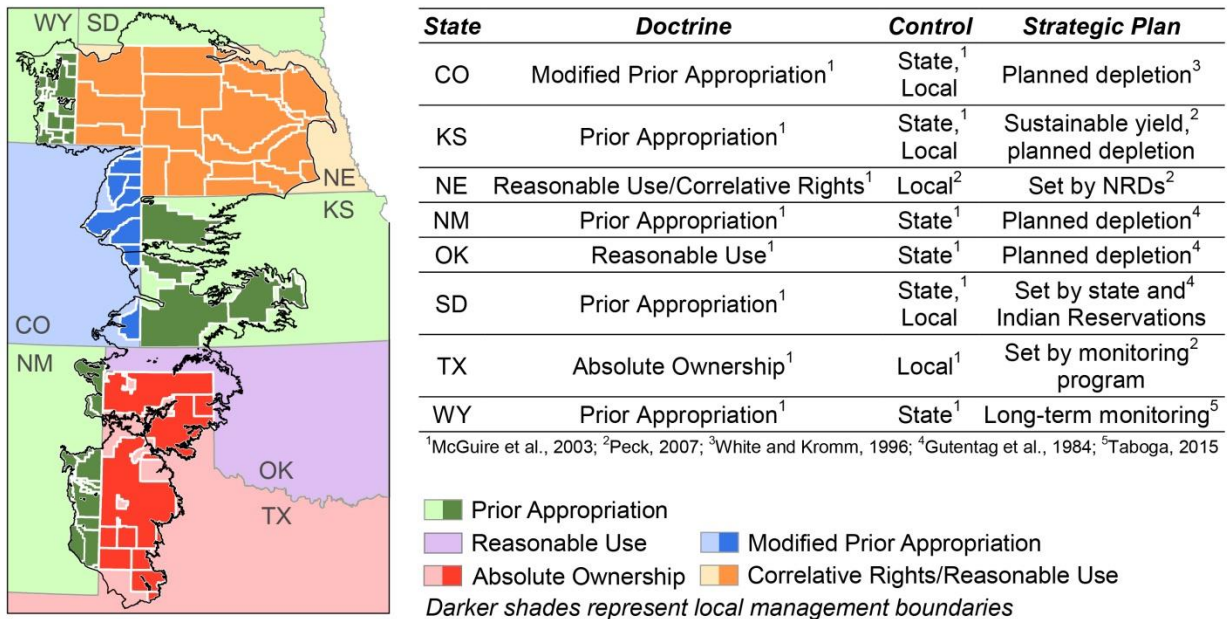 WY SD
NE
KS
CO
NM
OK
TX
State Doctrine Control Strategic Plan
CO Modified Prior Appropriation¹ State,¹ Local Planned depletion³
KS Prior Appropriation¹ State,¹ Local Sustainable yield,² planned depletion
NE Reasonable Use/Correlative Rights¹ Local² Set by NRDs²
NM Prior Appropriation¹ State¹ Planned depletion⁴
OK Reasonable Use¹ State¹ Planned depletion⁴
SD Prior Appropriation¹ State,¹ Local Set by state and⁴ Indian Reservations
TX Absolute Ownership¹ Local¹ Set by monitoring² program
WY Prior Appropriation¹ State¹ Long-term monitoring⁵
¹McGuire et al., 2003; ²Peck, 2007; ³White and Kromm, 1996; ⁴Gutentag et al., 1984; ⁵Taboga, 2015
Prior Appropriation
Reasonable Use Modified Prior Appropriation
Absolute Ownership Correlative Rights/Reasonable Use
Darker shades represent local management boundaries